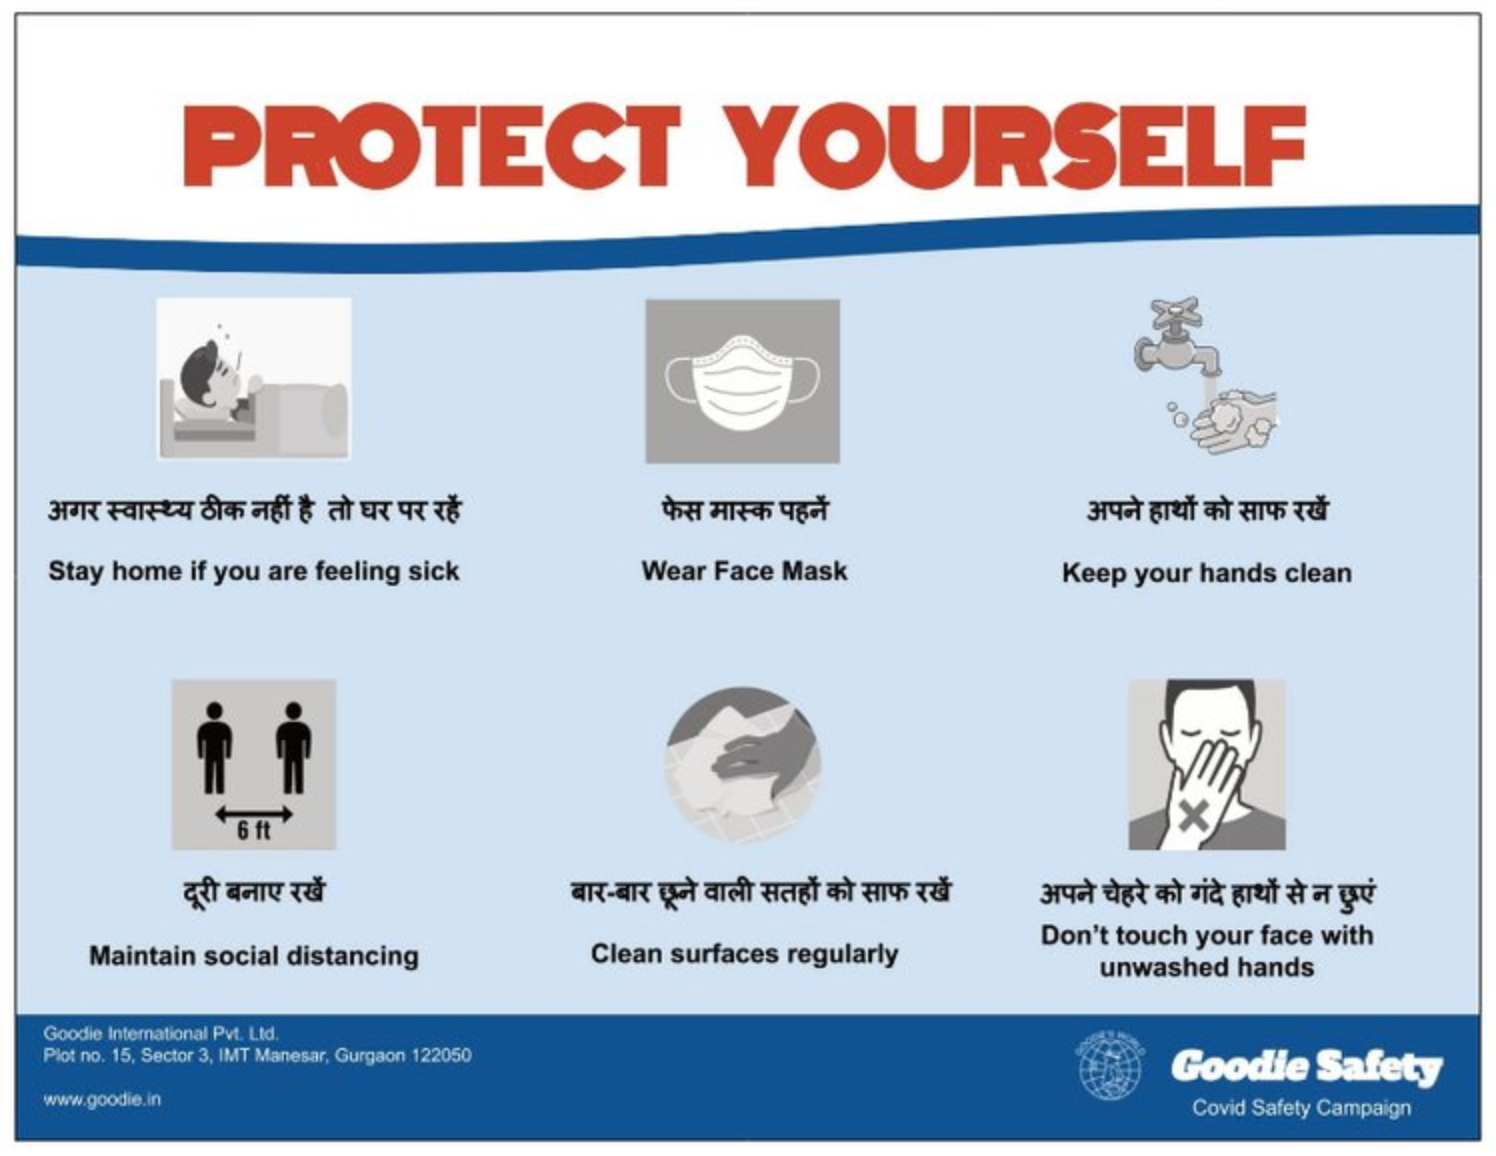 PROTECT YOURSELF
अगर स्वास्थ्य ठीक नहीं है तो घर पर रहें
Stay home if you are feeling sick
फेस मास्क पहनें
Wear Face Mask
अपने हाथों को साफ रखें
Keep your hands clean
6 ft
दूरी बनाए रखें
Maintain social distancing
बार-बार छूने वाली सतहों को साफ रखें
Clean surfaces regularly
अपने चेहरे को गंदे हाथों से न छुएं
Don't touch your face with
unwashed hands
Goodie International Pvt. Ltd.
Plot no. 15, Sector 3, IMT Manesar, Gurgaon 122050
www.goodie.in
GOODIE'S WORLD
Goodie Safety
Covid Safety Campaign